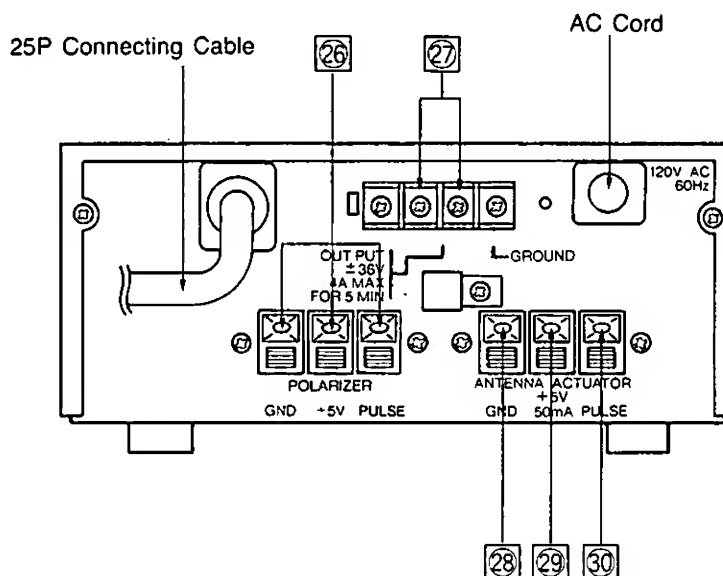 AC Cord
25P Connecting Cable
26
27
120V AC
60Hz
OUT PUT
± 36V
4A MAX
FOR 5 MIN
GROUND
POLARIZER
GND +5V PULSE
ANTENNA ACTUATOR
+5V
GND 50mA PULSE
28 29 30